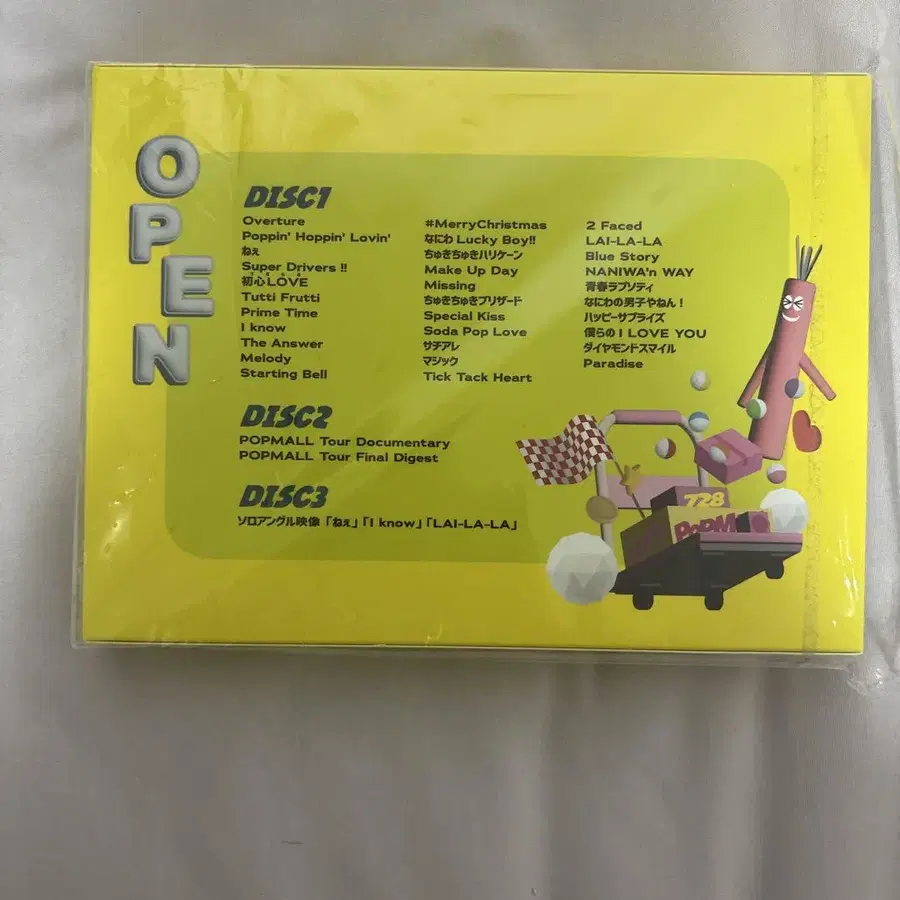 OPEN
DISC1
Overture
Poppin' Hoppin' Lovin'
ねぇ
Super Drivers !!
初心LOVE
Tutti Frutti
Prime Time
I know
The Answer
Melody
Starting Bell
#MerryChristmas
なにわ Lucky Boy!!
ちゅきちゅきハリケーン
Make Up Day
Missing
ちゅきちゅきブリザード
Special Kiss
Soda Pop Love
サチアレ
マジック
Tick Tack Heart
2 Faced
LAI-LA-LA
Blue Story
NANIWA'n WAY
青春ラプソディ
なにわの男子やねん！
ハッピーサプライズ
僕らの I LOVE YOU
ダイヤモンドスマイル
Paradise
DISC2
POPMALL Tour Documentary
POPMALL Tour Final Digest
DISC3
ソロアングル映像「ねぇ」「I know」「LAI-LA-LA」
728